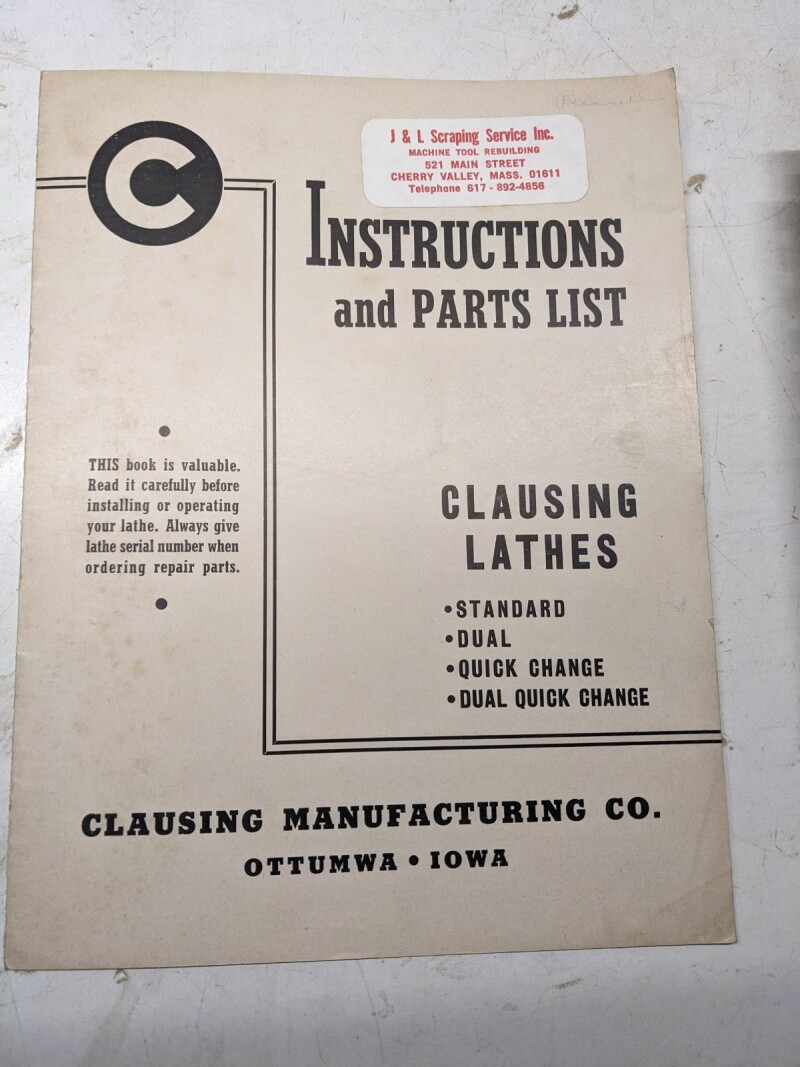 J & L Scraping Service Inc.
MACHINE TOOL REBUILDING
521 MAIN STREET
CHERRY VALLEY, MASS. 01611
Telephone 617 - 892-4856
C
INSTRUCTIONS
and PARTS LIST
THIS book is valuable.
Read it carefully before
installing or operating
your lathe. Always give
lathe serial number when
ordering repair parts.
CLAUSING
LATHES
•STANDARD
•DUAL
•QUICK CHANGE
•DUAL QUICK CHANGE
CLAUSING MANUFACTURING CO.
OTTUMWA • IOWA